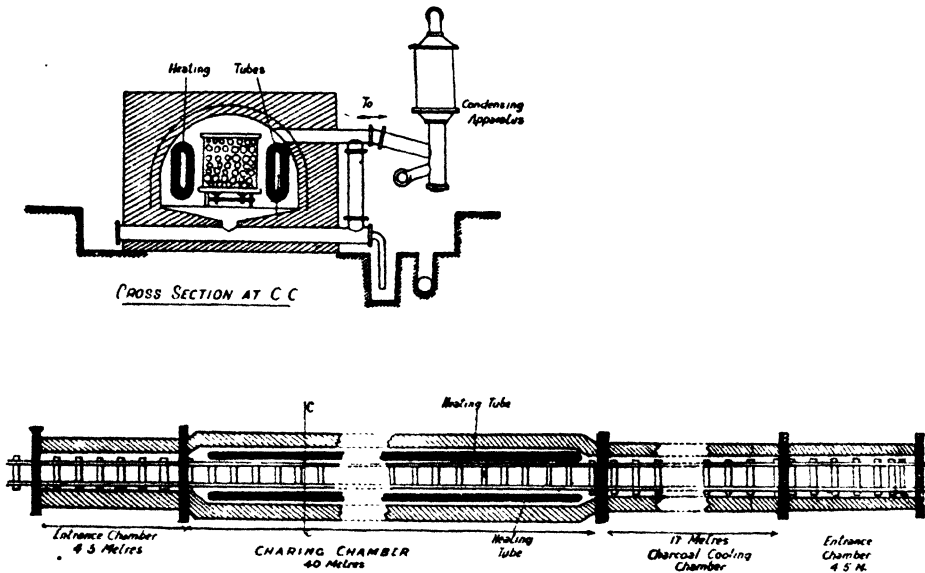 Heating Tubes
To
Condensing
Apparatus
CROSS SECTION AT C C
C
Heating Tube
Entrance Chamber
4 5 Metres
CHARING CHAMBER
40 Metres
Heating
Tube
17 Metres
Charcoal Cooling
Chamber
Entrance
Chamber
4 5 M.